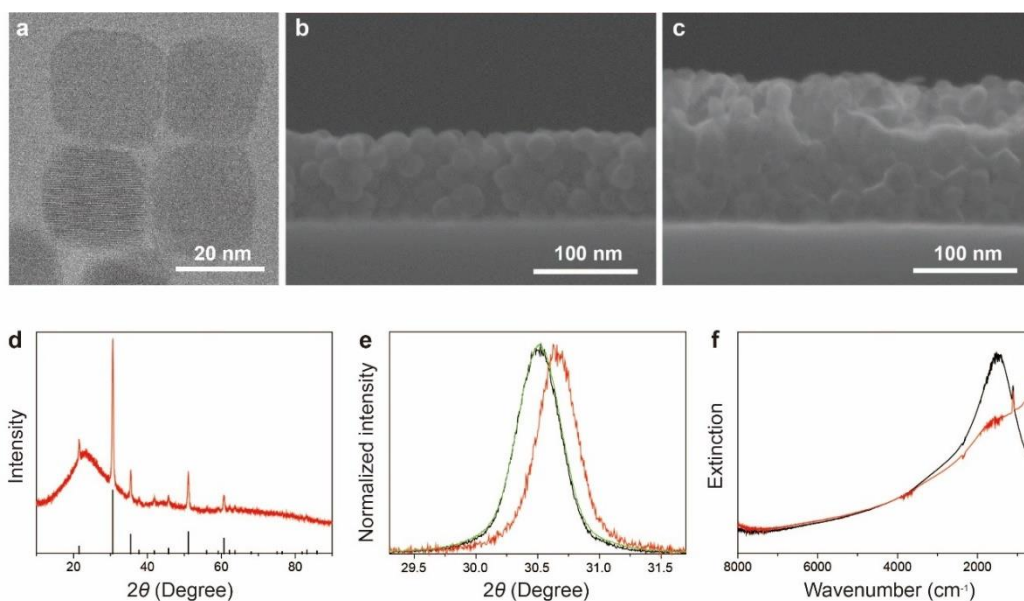 a
20 nm
b
100 nm
c
100 nm
d
Intensity
20 40 60 80
2θ (Degree)
e
Normalized intensity
29.5 30.0 30.5 31.0 31.5
2θ (Degree)
f
Extinction
8000 6000 4000 2000
Wavenumber (cm⁻¹)